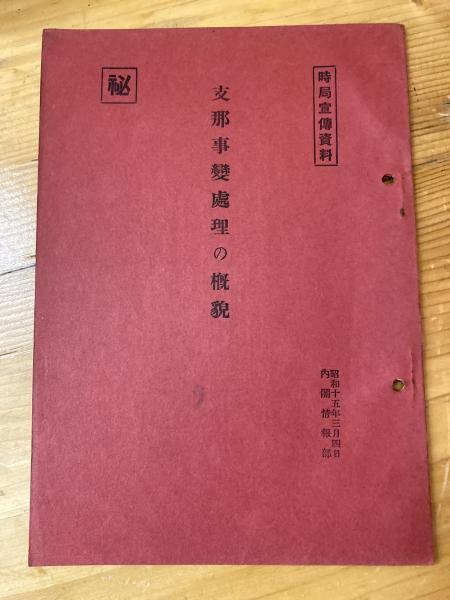 時局宣傳資料
支那事變處理の概貌
祕
昭和十五年三月四日
內閣情報部